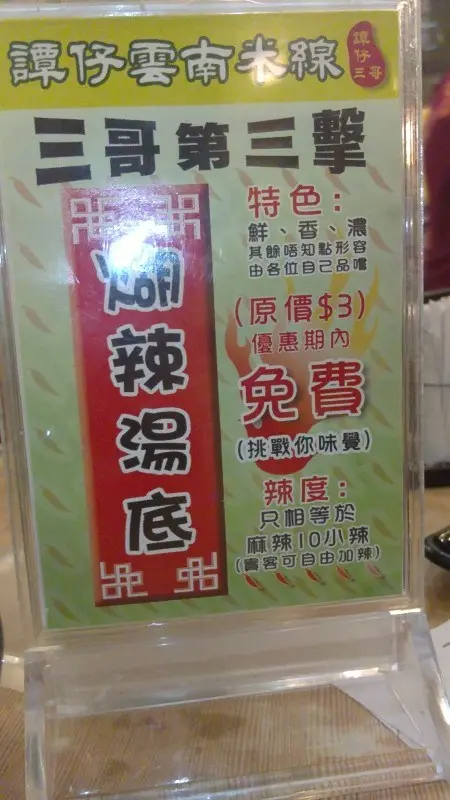 譚仔雲南米線
譚仔
三哥
三哥第三擊
煳辣湯底
特色：
鮮、香、濃
其餘唔知點形容
由各位自己品嚐
(原價$3)
優惠期內
免費
(挑戰你味覺)
辣度：
只相等於
麻辣10小辣
(貴客可自由加辣)